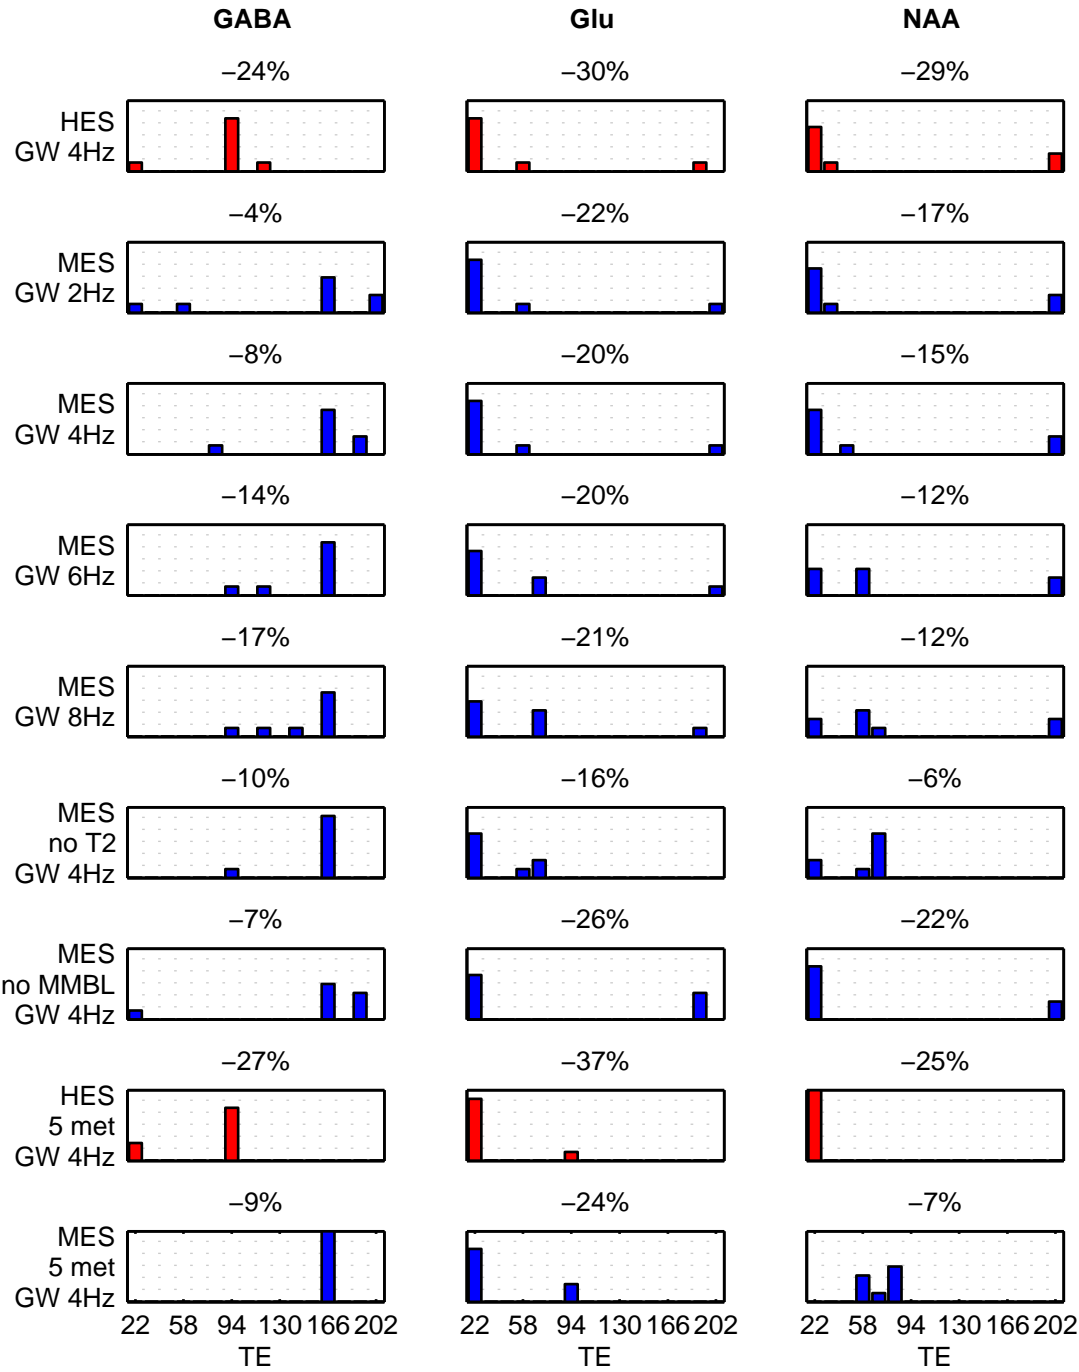 GABA Glu NAA
−24% −30% −29%
HES
GW 4Hz
−4% −22% −17%
MES
GW 2Hz
−8% −20% −15%
MES
GW 4Hz
−14% −20% −12%
MES
GW 6Hz
−17% −21% −12%
MES
GW 8Hz
−10% −16% −6%
MES
no T2
GW 4Hz
−7% −26% −22%
MES
no MMBL
GW 4Hz
−27% −37% −25%
HES
5 met
GW 4Hz
−9% −24% −7%
MES
5 met
GW 4Hz
22 58 94 130 166 202 22 58 94 130 166 202 22 58 94 130 166 202
TE TE TE